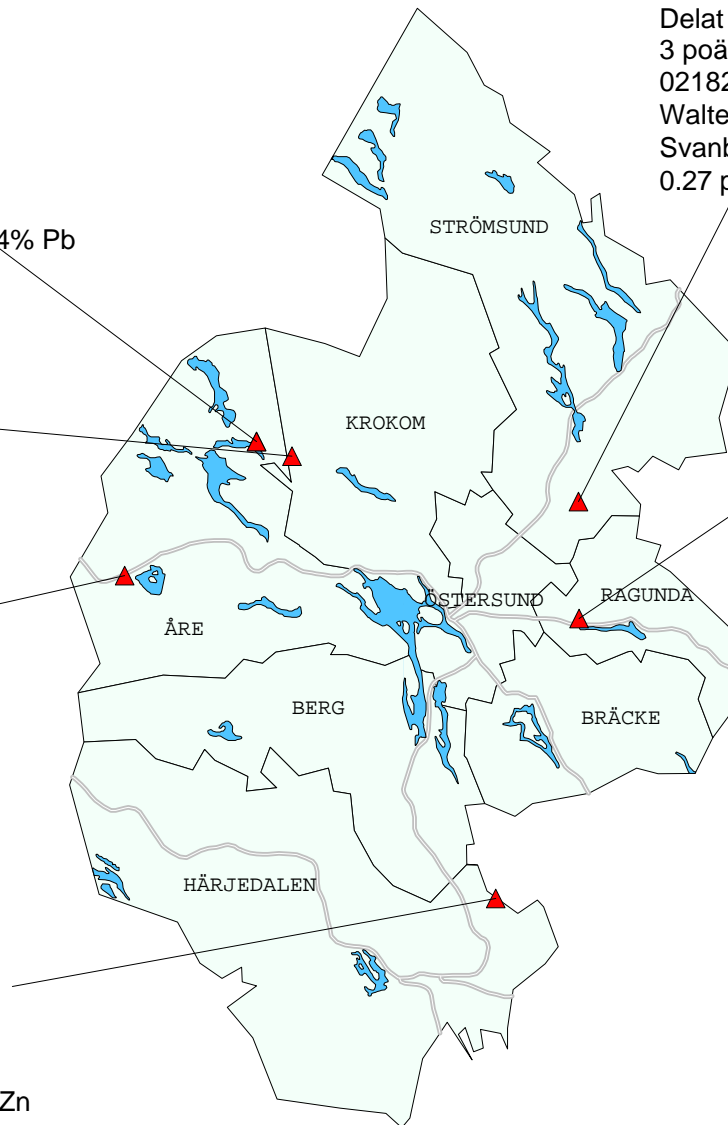 Delat
3 poä
02182
Walte
Svanb
0.27 p
4% Pb
STRÖMSUND
KROKOM
ÖSTERSUND
RAGUNDA
ÅRE
BERG
BRÄCKE
HÄRJEDALEN
Zn